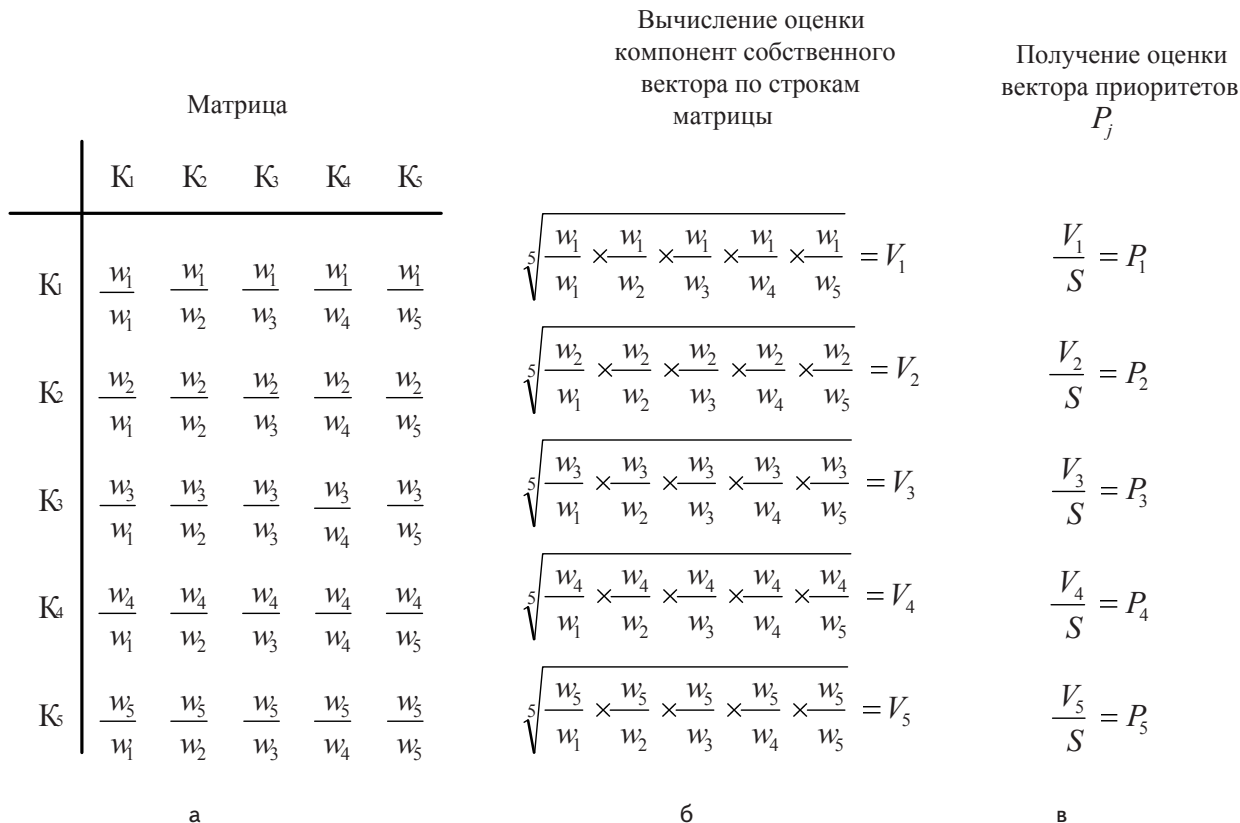 Вычисление оценки
компонент собственного
вектора по строкам
матрицы
Получение оценки
вектора приоритетов
P_j
Матрица
К₁ К₂ К₃ К₄ К₅
К₁ w₁/w₁ w₁/w₂ w₁/w₃ w₁/w₄ w₁/w₅ ⁵√(w₁/w₁ × w₁/w₂ × w₁/w₃ × w₁/w₄ × w₁/w₅) = V₁ V₁/S = P₁
К₂ w₂/w₁ w₂/w₂ w₂/w₃ w₂/w₄ w₂/w₅ ⁵√(w₂/w₁ × w₂/w₂ × w₂/w₃ × w₂/w₄ × w₂/w₅) = V₂ V₂/S = P₂
К₃ w₃/w₁ w₃/w₂ w₃/w₃ w₃/w₄ w₃/w₅ ⁵√(w₃/w₁ × w₃/w₂ × w₃/w₃ × w₃/w₄ × w₃/w₅) = V₃ V₃/S = P₃
К₄ w₄/w₁ w₄/w₂ w₄/w₃ w₄/w₄ w₄/w₅ ⁵√(w₄/w₁ × w₄/w₂ × w₄/w₃ × w₄/w₄ × w₄/w₅) = V₄ V₄/S = P₄
К₅ w₅/w₁ w₅/w₂ w₅/w₃ w₅/w₄ w₅/w₅ ⁵√(w₅/w₁ × w₅/w₂ × w₅/w₃ × w₅/w₄ × w₅/w₅) = V₅ V₅/S = P₅
а б в